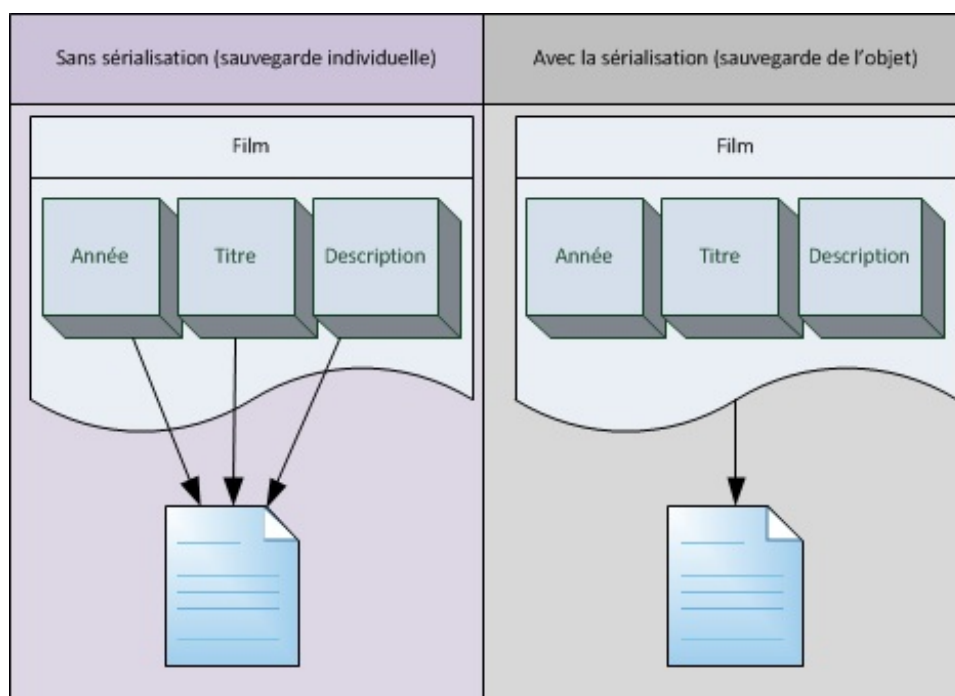 Sans sérialisation (sauvegarde individuelle)
Avec la sérialisation (sauvegarde de l'objet)
Film
Année
Titre
Description
Film
Année
Titre
Description